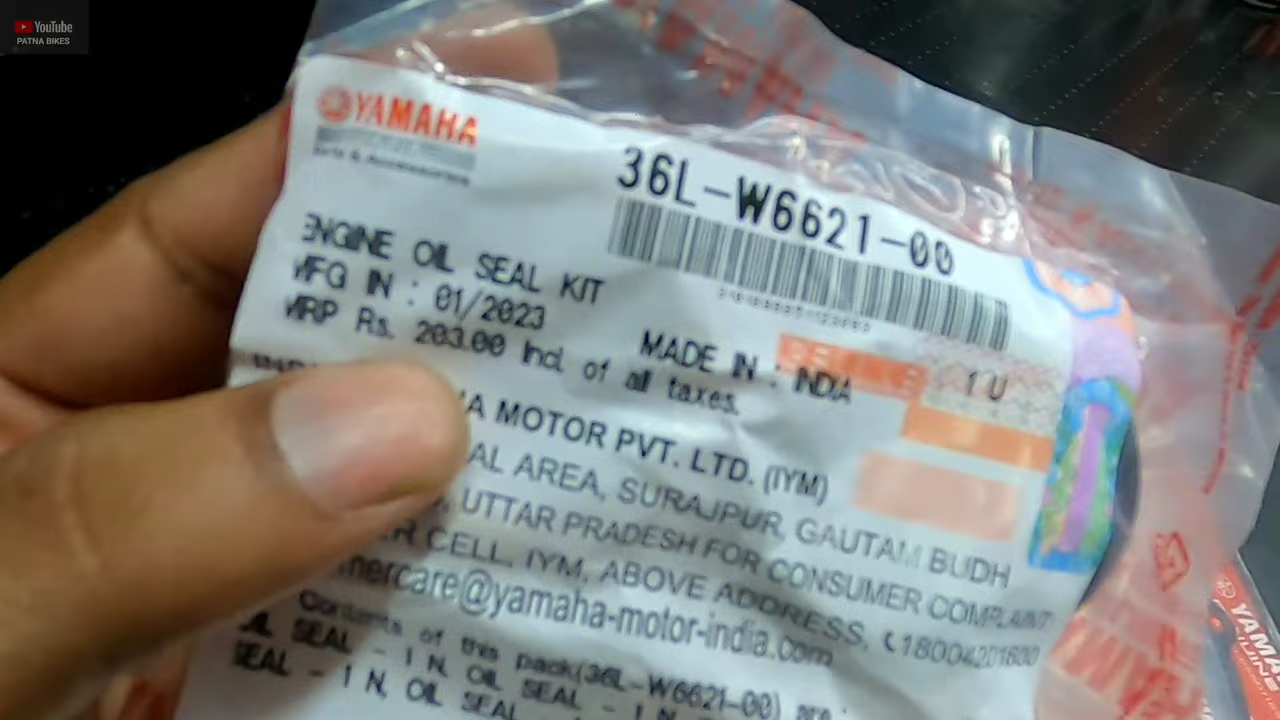 YouTube
PATNA BIKES
YAMAHA
36L-W6621-00
ENGINE OIL SEAL KIT
MFG IN : 01/2023
MRP Rs. 203.00 Incl. of all taxes.
MADE IN : INDIA
1 U
MOTOR PVT. LTD. (IYM)
AREA, SURAJPUR, GAUTAM BUDH
UTTAR PRADESH FOR CONSUMER COMPLAINT
CELL, IYM, ABOVE ADDRESS,
@yamaha-motor-india.com 18004201600
Contents of this pack(36L-W6621-00) are :
OIL SEAL - 1 N. OIL SEAL - 1 N.
SEAL - 1 N. OIL SEAL
YAMA